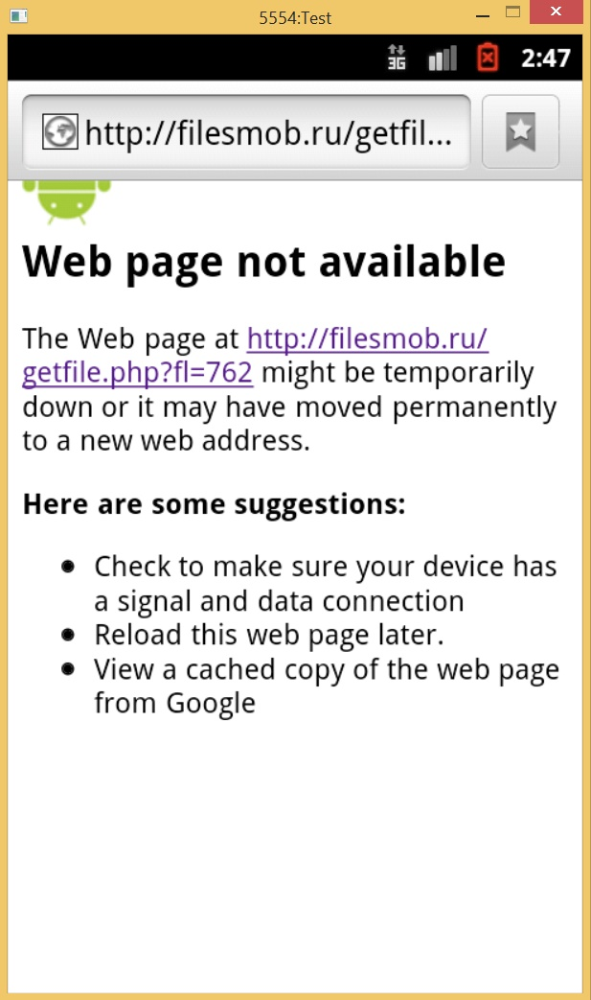 5554:Test
3G 2:47
http://filesmob.ru/getfil...
Web page not available
The Web page at http://filesmob.ru/
getfile.php?fl=762 might be temporarily
down or it may have moved permanently
to a new web address.
Here are some suggestions:
Check to make sure your device has
a signal and data connection
Reload this web page later.
View a cached copy of the web page
from Google